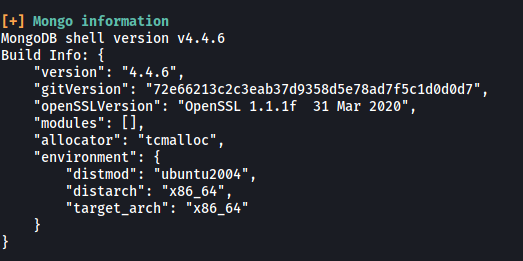 [+] Mongo information
MongoDB shell version v4.4.6
Build Info: {
    "version": "4.4.6",
    "gitVersion": "72e66213c2c3eab37d9358d5e78ad7f5c1d0d0d7",
    "openSSLVersion": "OpenSSL 1.1.1f  31 Mar 2020",
    "modules": [],
    "allocator": "tcmalloc",
    "environment": {
        "distmod": "ubuntu2004",
        "distarch": "x86_64",
        "target_arch": "x86_64"
    }
}